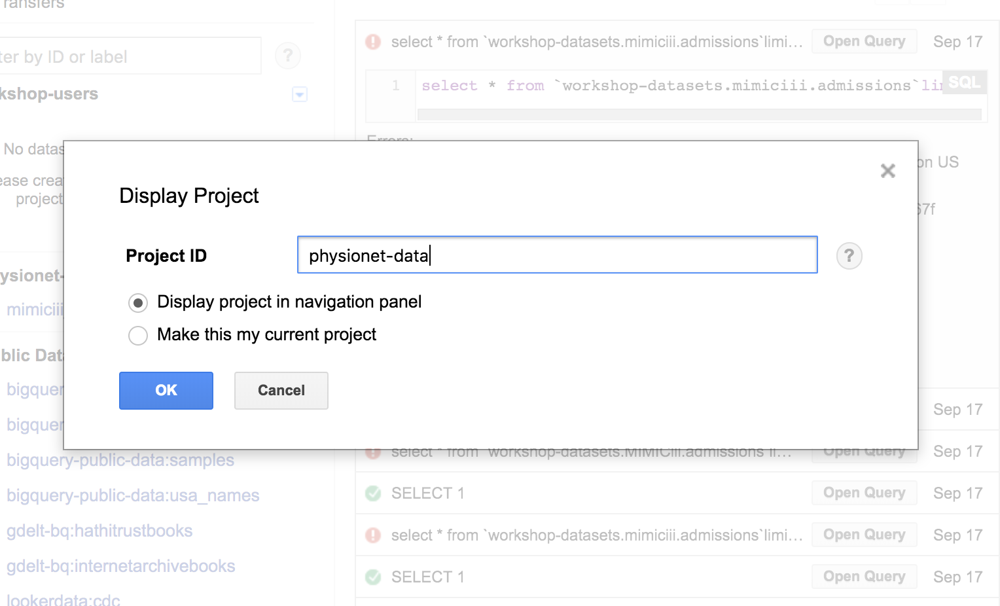 ter by ID or label
?
kshop-users
No datas
ease crea
project
ysionet-
mimiciii
blic Data
bigquer
bigquer
bigquery-public-data:samples
bigquery-public-data:usa_names
gdelt-bq:hathitrustbooks
gdelt-bq:internetarchivebooks
lookerdata:cdc
select * from `workshop-datasets.mimiciii.admissions`limi... Open Query Sep 17
1 select * from `workshop-datasets.mimiciii.admissions`lim SQL
Errors:
on US
67f
Display Project
Project ID physionet-data ?
Display project in navigation panel
Make this my current project
OK Cancel
Sep 17
select * from `workshop-datasets.MIMICIII.admissions`li... Open Query Sep 17
SELECT 1 Open Query Sep 17
select * from `workshop-datasets.mimiciii.admissions`limi... Open Query Sep 17
SELECT 1 Open Query Sep 17